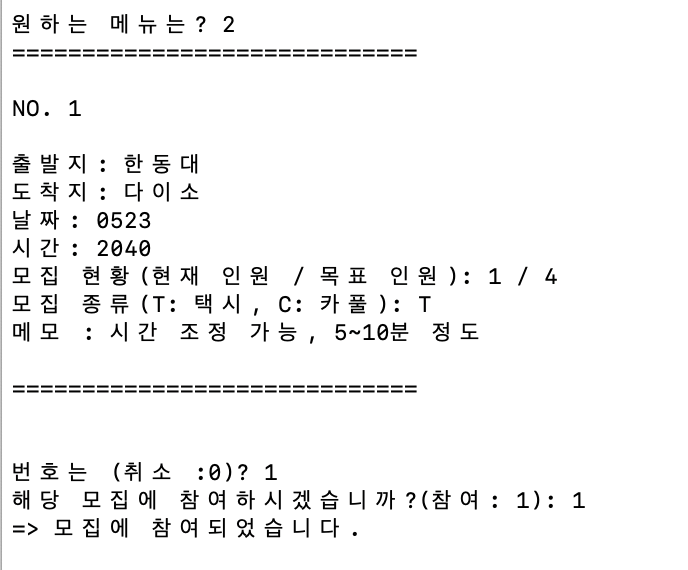 원하는 메뉴는? 2
=============================
NO. 1
출발지: 한동대
도착지: 다이소
날짜: 0523
시간: 2040
모집 현황(현재 인원 / 목표 인원): 1 / 4
모집 종류(T: 택시, C: 카풀): T
메모 : 시간 조정 가능, 5~10분 정도
=============================
번호는 (취소 :0)? 1
해당 모집에 참여하시겠습니까?(참여: 1): 1
=> 모집에 참여되었습니다.